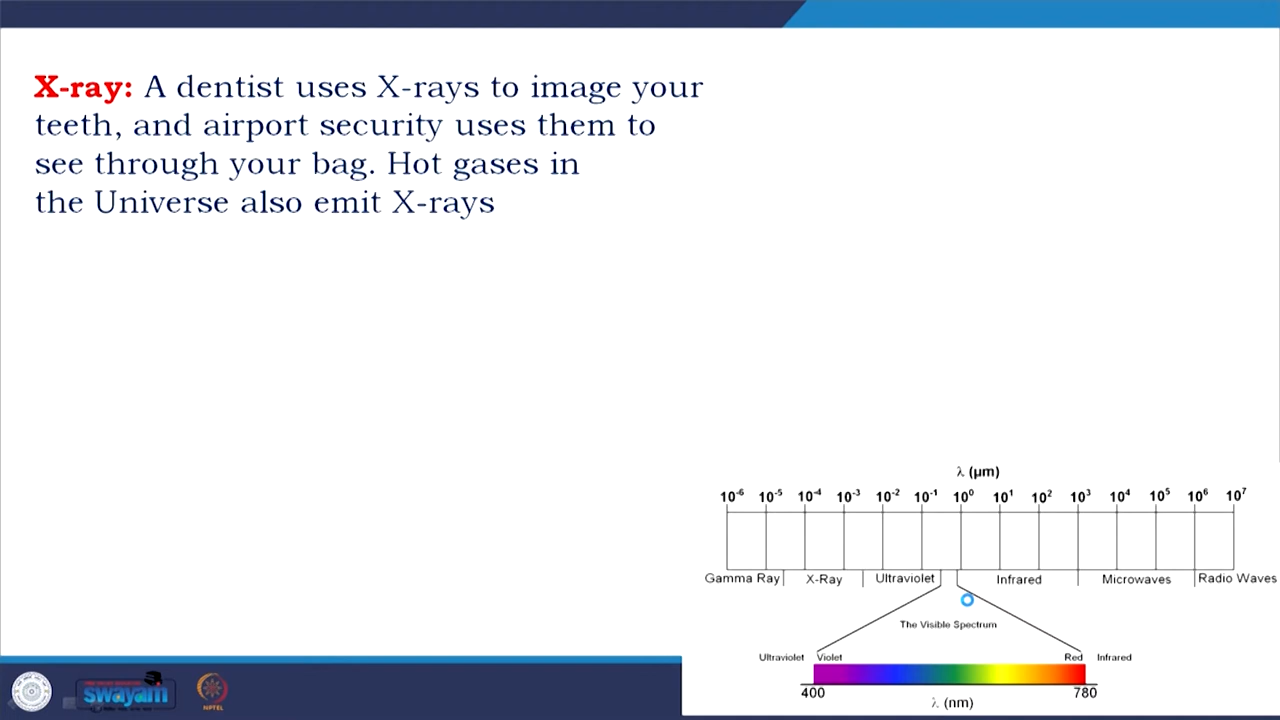 X-ray: A dentist uses X-rays to image your
teeth, and airport security uses them to
see through your bag. Hot gases in
the Universe also emit X-rays
λ (µm)
10⁻⁶ 10⁻⁵ 10⁻⁴ 10⁻³ 10⁻² 10⁻¹ 10⁰ 10¹ 10² 10³ 10⁴ 10⁵ 10⁶ 10⁷
Gamma Ray X-Ray Ultraviolet Infrared Microwaves Radio Waves
The Visible Spectrum
Ultraviolet Violet Red Infrared
400 780
λ (nm)
swayam
NPTEL